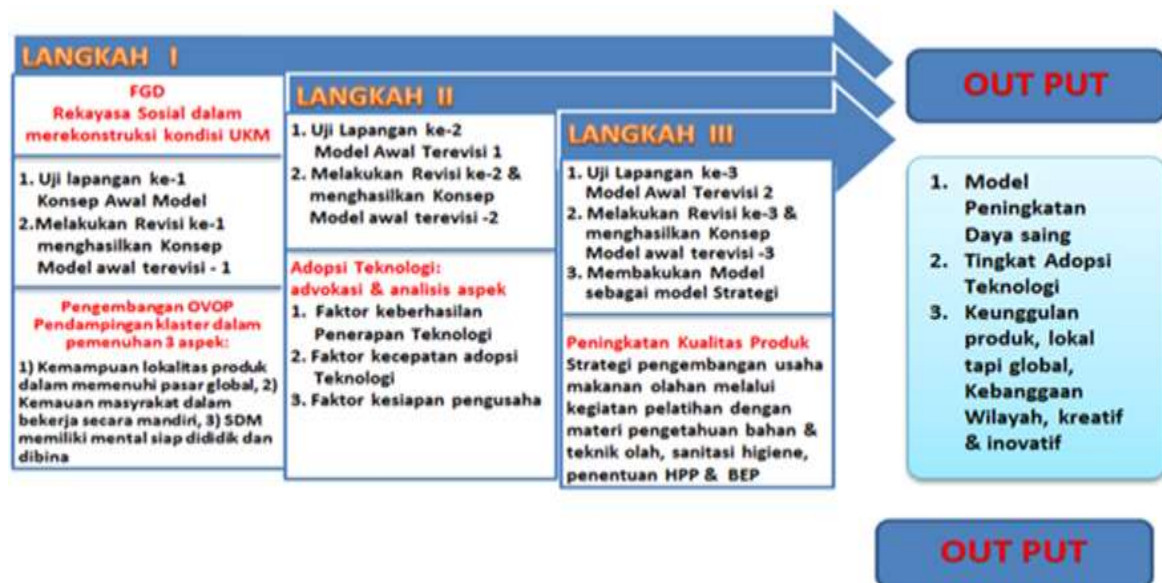 LANGKAH I
FGD
Rekayasa Sosial dalam
merekonstruksi kondisi UKM
1. Uji lapangan ke-1
Konsep Awal Model
2.Melakukan Revisi ke-1
menghasilkan Konsep
Model awal terevisi - 1
Pengembangan OVOP
Pendampingan klaster dalam
pemenuhan 3 aspek:
1) Kemampuan lokalitas produk
dalam memenuhi pasar global, 2)
Kemauan masyrakat dalam
bekerja secara mandiri, 3) SDM
memiliki mental siap dididik dan
dibina
LANGKAH II
1. Uji Lapangan ke-2
Model Awal Terevisi 1
2. Melakukan Revisi ke-2 &
menghasilkan Konsep
Model awal terevisi -2
Adopsi Teknologi:
advokasi & analisis aspek
1. Faktor keberhasilan
Penerapan Teknologi
2. Faktor kecepatan adopsi
Teknologi
3. Faktor kesiapan pengusaha
LANGKAH III
1. Uji Lapangan ke-3
Model Awal Terevisi 2
2. Melakukan Revisi ke-3 &
menghasilkan Konsep
Model awal terevisi -3
3. Membakukan Model
sebagai model Strategi
Peningkatan Kualitas Produk
Strategi pengembangan usaha
makanan olahan melalui
kegiatan pelatihan dengan
materi pengetahuan bahan &
teknik olah, sanitasi higiene,
penentuan HPP & BEP
OUT PUT
1. Model
Peningkatan
Daya saing
2. Tingkat Adopsi
Teknologi
3. Keunggulan
produk, lokal
tapi global,
Kebanggaan
Wilayah, kreatif
& inovatif
OUT PUT